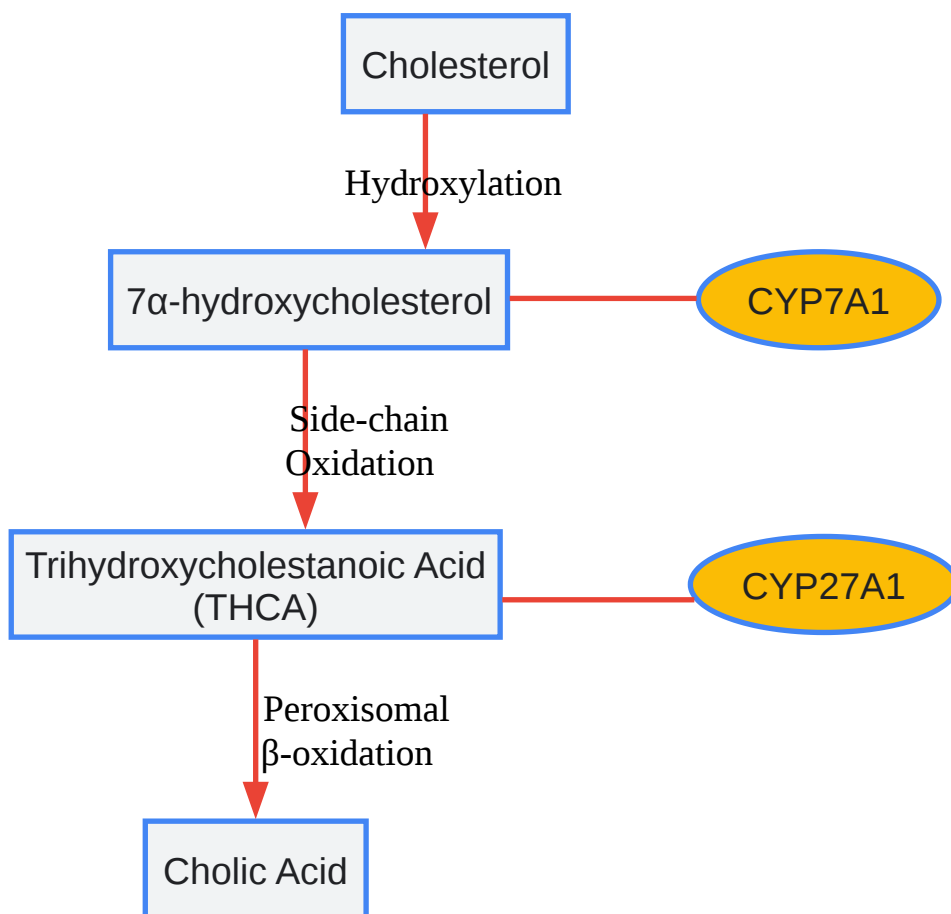 Cholesterol
Hydroxylation
7α-hydroxycholesterol
CYP7A1
Side-chain
Oxidation
Trihydroxycholestanoic Acid
(THCA)
CYP27A1
Peroxisomal
β-oxidation
Cholic Acid